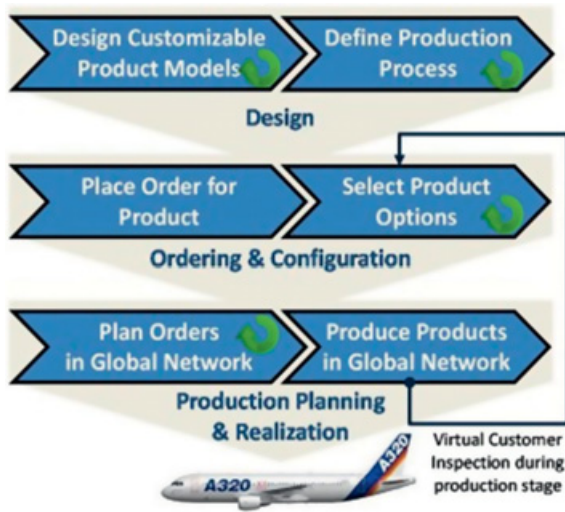 Design Customizable
Product Models
Define Production
Process
Design
Place Order for
Product
Select Product
Options
Ordering & Configuration
Plan Orders
in Global Network
Produce Products
in Global Network
Production Planning
& Realization
Virtual Customer
Inspection during
production stage
A320
A320